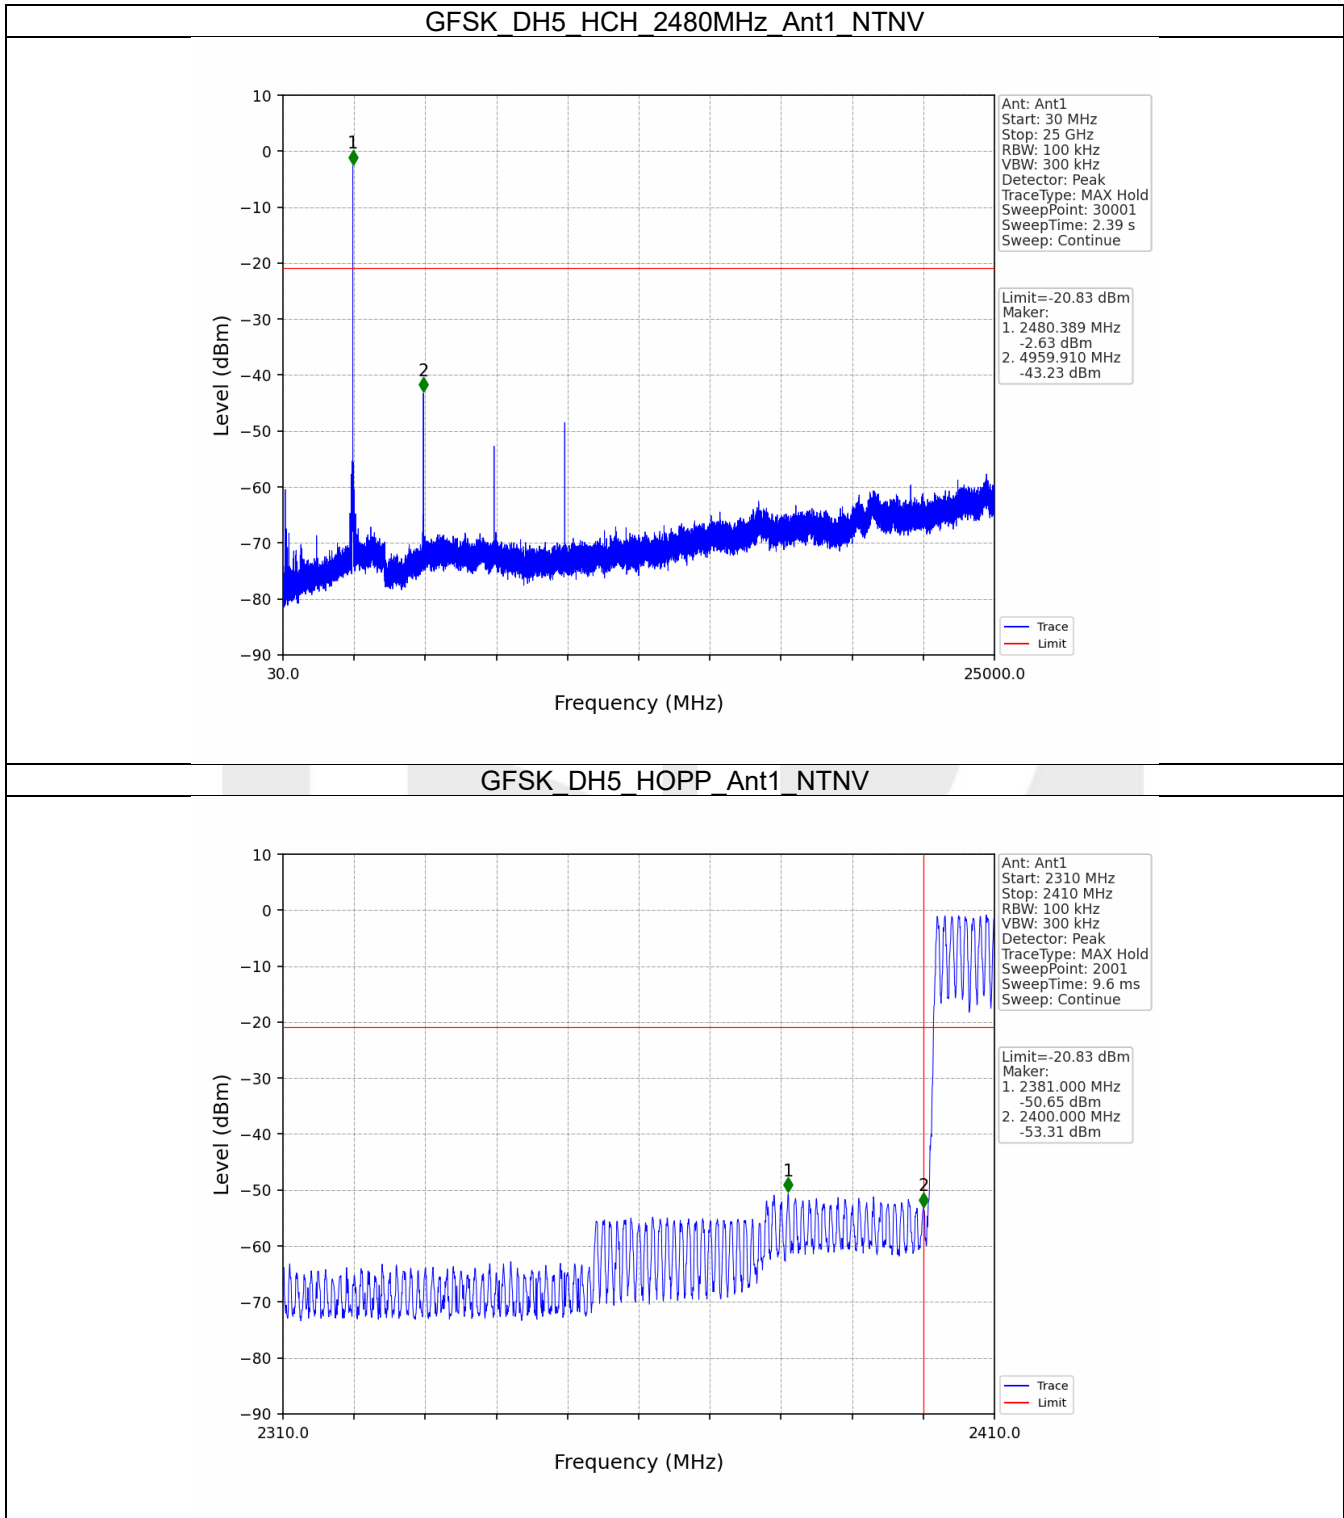 GFSK_DH5_HCH_2480MHz_Ant1_NTNV
10
0
−10
−20
−30
−40
−50
−60
−70
−80
−90
Level (dBm)
1
2
30.0
25000.0
Frequency (MHz)
Ant: Ant1
Start: 30 MHz
Stop: 25 GHz
RBW: 100 kHz
VBW: 300 kHz
Detector: Peak
TraceType: MAX Hold
SweepPoint: 30001
SweepTime: 2.39 s
Sweep: Continue
Limit=-20.83 dBm
Maker:
1. 2480.389 MHz
-2.63 dBm
2. 4959.910 MHz
-43.23 dBm
Trace
Limit
GFSK_DH5_HOPP_Ant1_NTNV
10
0
−10
−20
−30
−40
−50
−60
−70
−80
−90
Level (dBm)
1
2
2310.0
2410.0
Frequency (MHz)
Ant: Ant1
Start: 2310 MHz
Stop: 2410 MHz
RBW: 100 kHz
VBW: 300 kHz
Detector: Peak
TraceType: MAX Hold
SweepPoint: 2001
SweepTime: 9.6 ms
Sweep: Continue
Limit=-20.83 dBm
Maker:
1. 2381.000 MHz
-50.65 dBm
2. 2400.000 MHz
-53.31 dBm
Trace
Limit